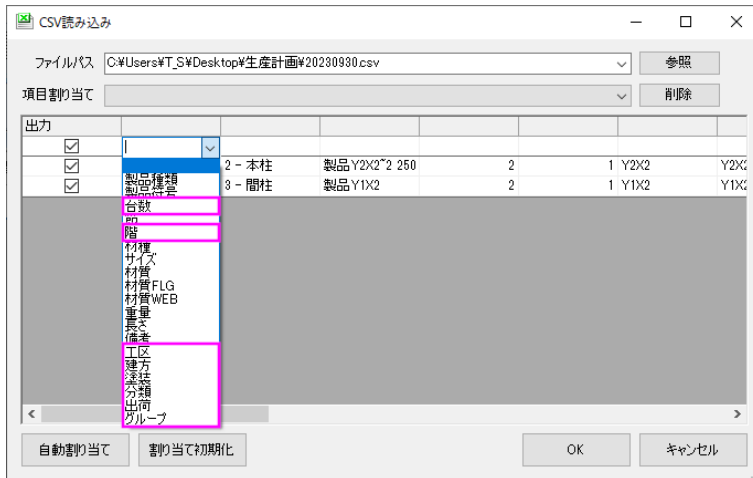 CSV読み込み
ファイルパス C:¥Users¥T_S¥Desktop¥生産計画¥20230930.csv 参照
項目割り当て 削除
出力
2 - 本柱 製品Y2X2~2 250 2 1 Y2X2 Y2X2
3 - 間柱 製品Y1X2 2 1 Y1X2 Y1X2
製品種類
製品符号
台数
節
階
材種
サイズ
材質
材質FLG
材質WEB
重量
長さ
備考
工区
建方
塗装
分類
出荷
グループ
自動割り当て 割り当て初期化 OK キャンセル